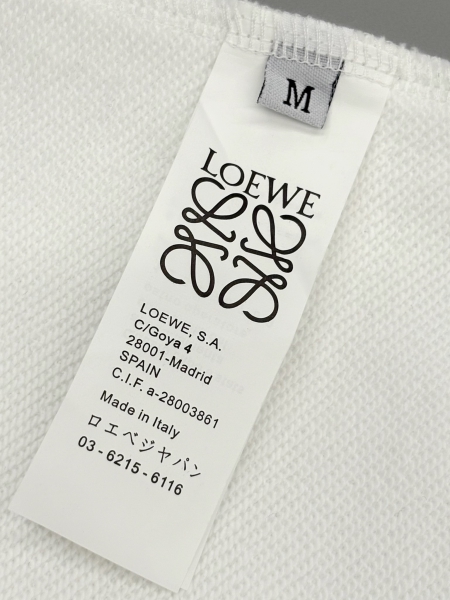 M
LOEWE
LOEWE, S.A.
C/Goya 4
28001-Madrid
SPAIN
C.I.F. a-28003861
Made in Italy
ロエベジャパン
03-6215-6116